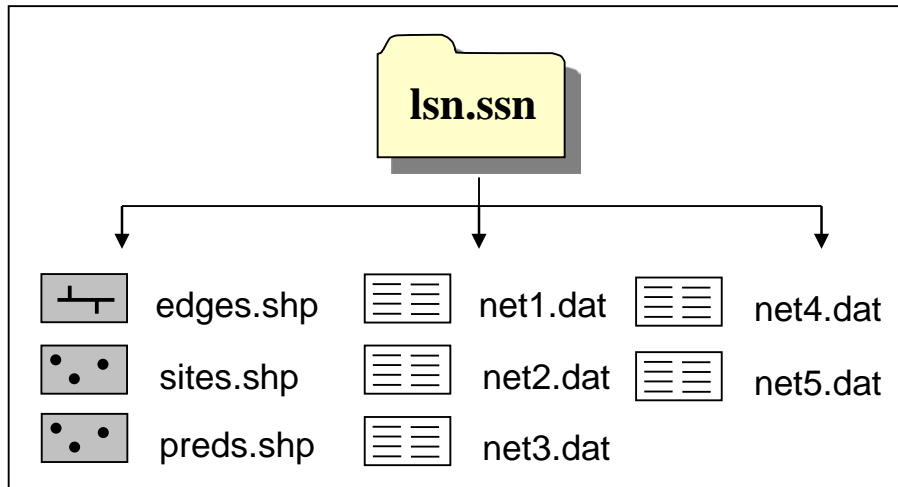 lsn.ssn
edges.shp
sites.shp
preds.shp
net1.dat
net2.dat
net3.dat
net4.dat
net5.dat